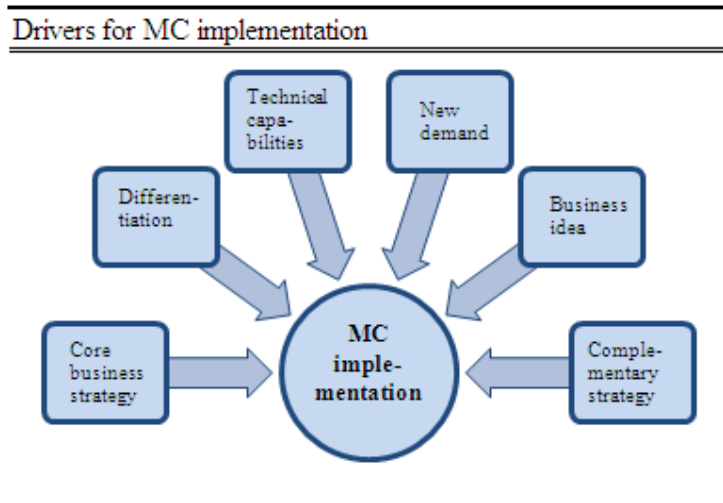 Drivers for MC implementation
Technical
capa-
bilities
New
demand
Differen-
tiation
Business
idea
Core
business
strategy
MC
imple-
mentation
Comple-
mentary
strategy